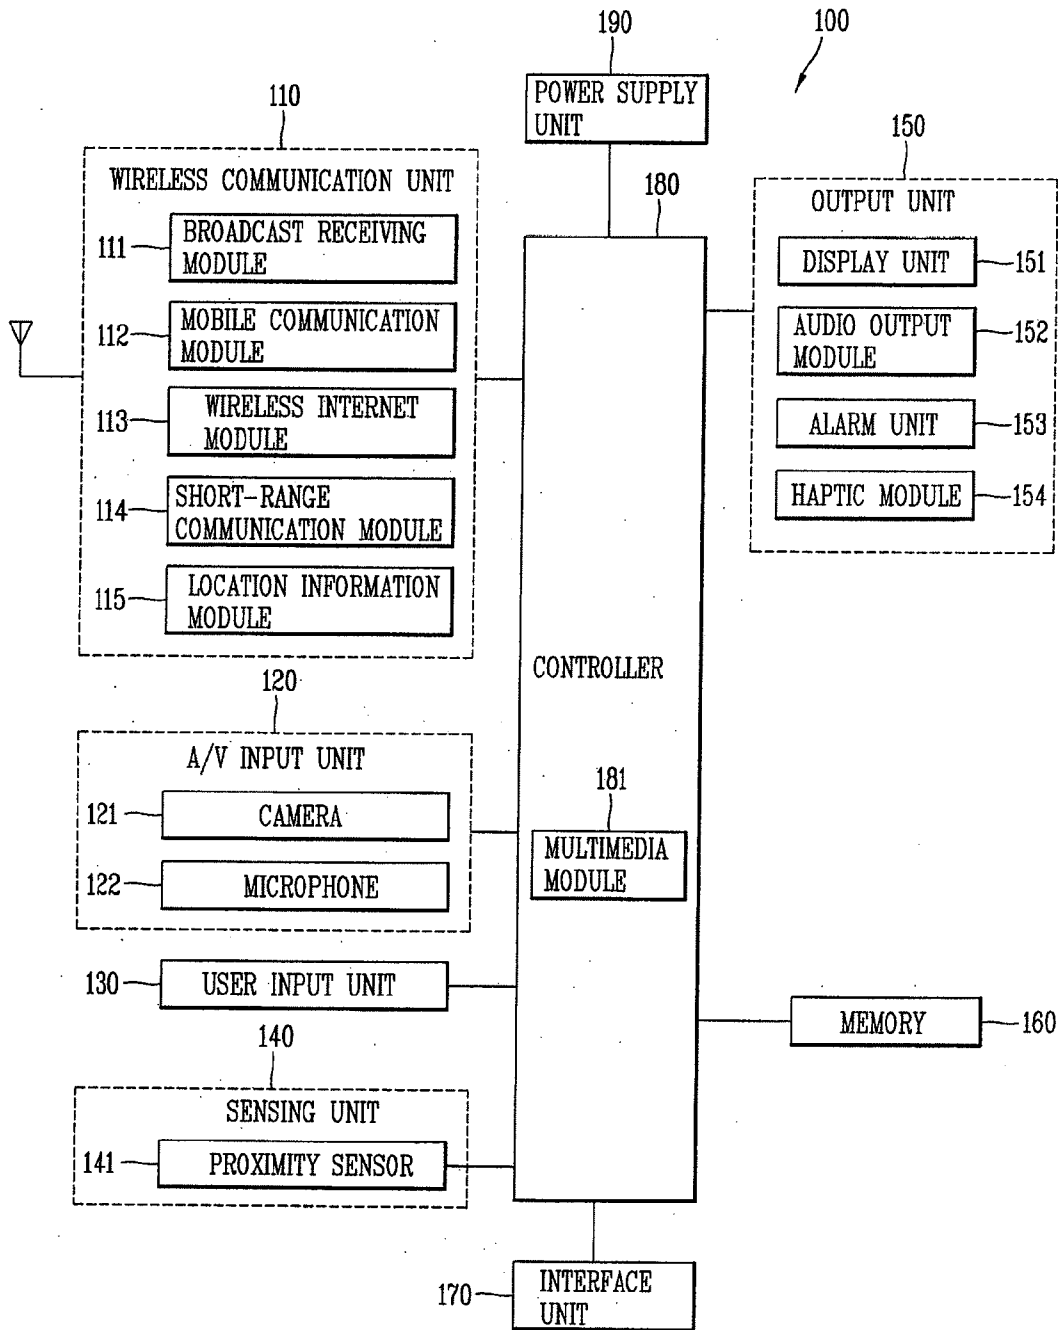 190
100
POWER SUPPLY
UNIT
110
150
WIRELESS COMMUNICATION UNIT
180
OUTPUT UNIT
111
BROADCAST RECEIVING
MODULE
DISPLAY UNIT
151
112
MOBILE COMMUNICATION
MODULE
AUDIO OUTPUT
MODULE
152
113
WIRELESS INTERNET
MODULE
ALARM UNIT
153
114
SHORT-RANGE
COMMUNICATION MODULE
HAPTIC MODULE
154
115
LOCATION INFORMATION
MODULE
CONTROLLER
120
A/V INPUT UNIT
121
CAMERA
181
MULTIMEDIA
MODULE
122
MICROPHONE
130
USER INPUT UNIT
MEMORY
160
140
SENSING UNIT
141
PROXIMITY SENSOR
170
INTERFACE
UNIT